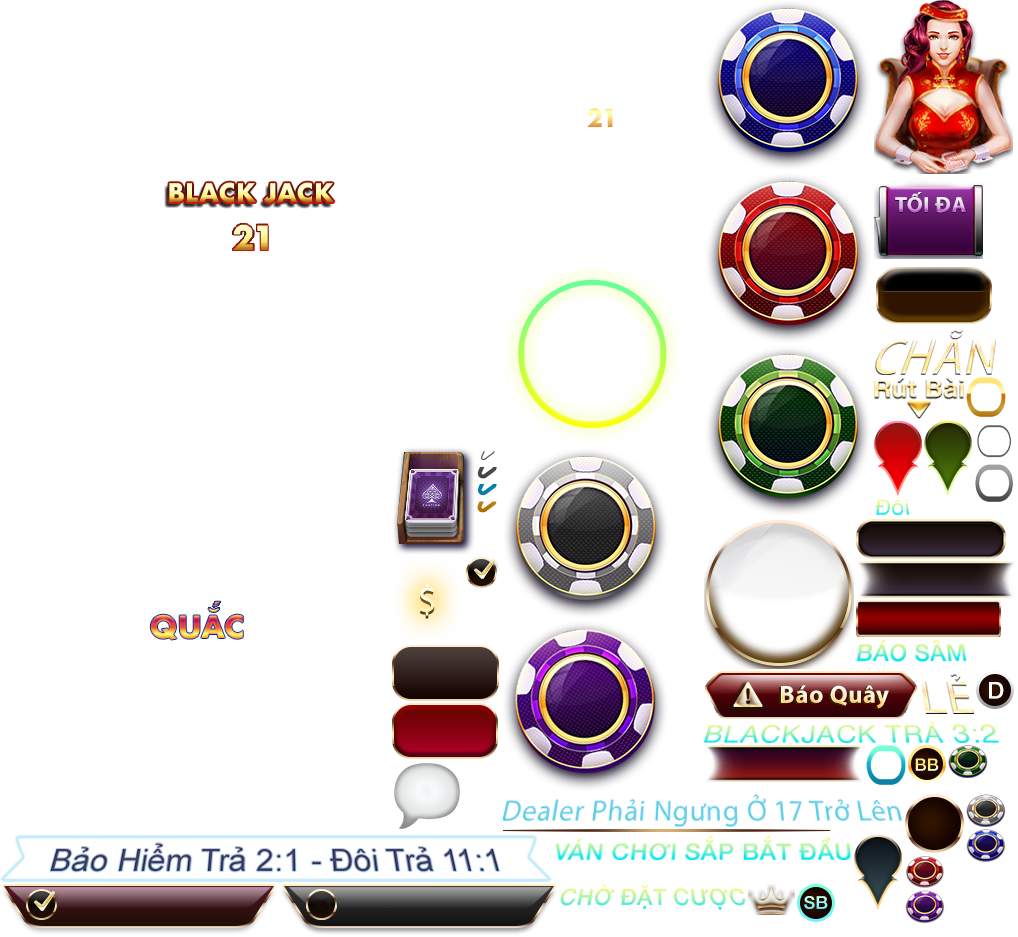 21
BLACK JACK
21
TỐI ĐA
CHẴN
Rút Bài
Đôi
$
QUẮC
BÁO SÂM
Báo Quây
LẺ
D
BLACKJACK TRẢ 3:2
BB
Dealer Phải Ngưng Ở 17 Trở Lên
VÁN CHƠI SẮP BẮT ĐẦU
Bảo Hiểm Trả 2:1 - Đôi Trả 11:1
CHỜ ĐẶT CƯỢC
SB